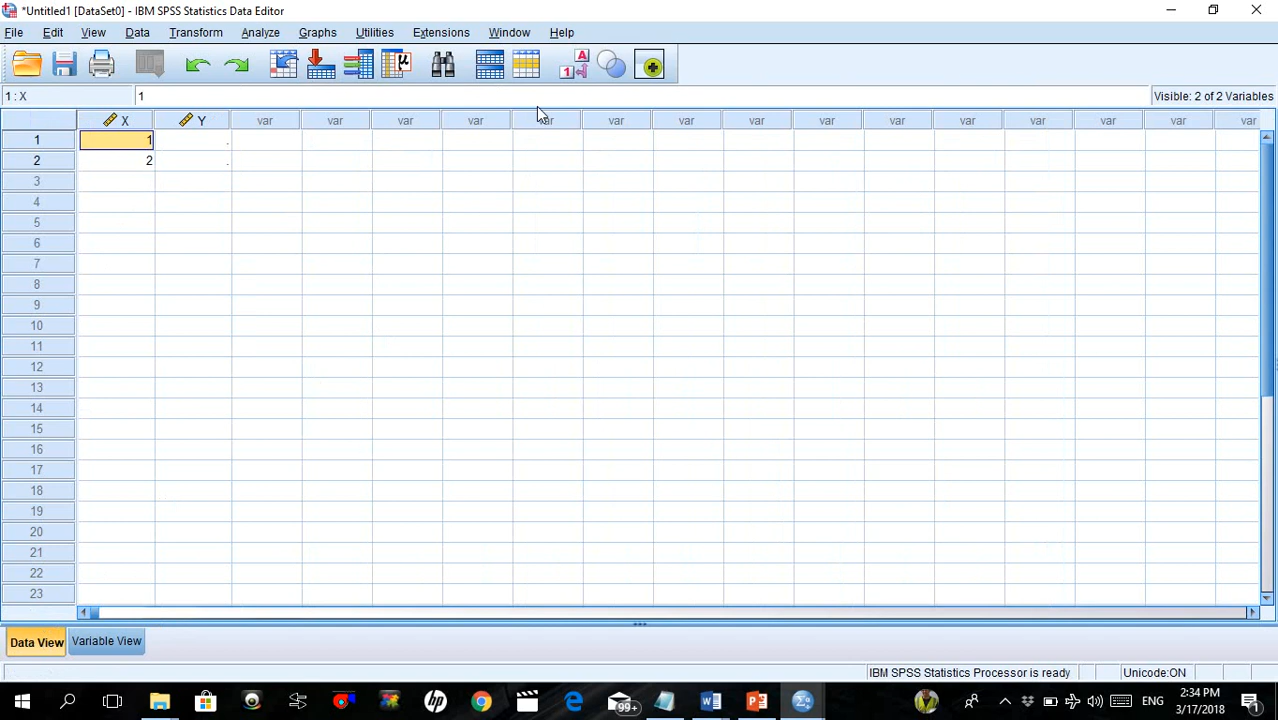 *Untitled1 [DataSet0] - IBM SPSS Statistics Data Editor
File Edit View Data Transform Analyze Graphs Utilities Extensions Window Help
1 : X 1 Visible: 2 of 2 Variables
X Y var var var var var var var var var var var var var var var
1 1 .
2 2 .
3
4
5
6
7
8
9
10
11
12
13
14
15
16
17
18
19
20
21
22
23
Data View Variable View
IBM SPSS Statistics Processor is ready Unicode:ON
99+ ENG 2:34 PM
3/17/2018